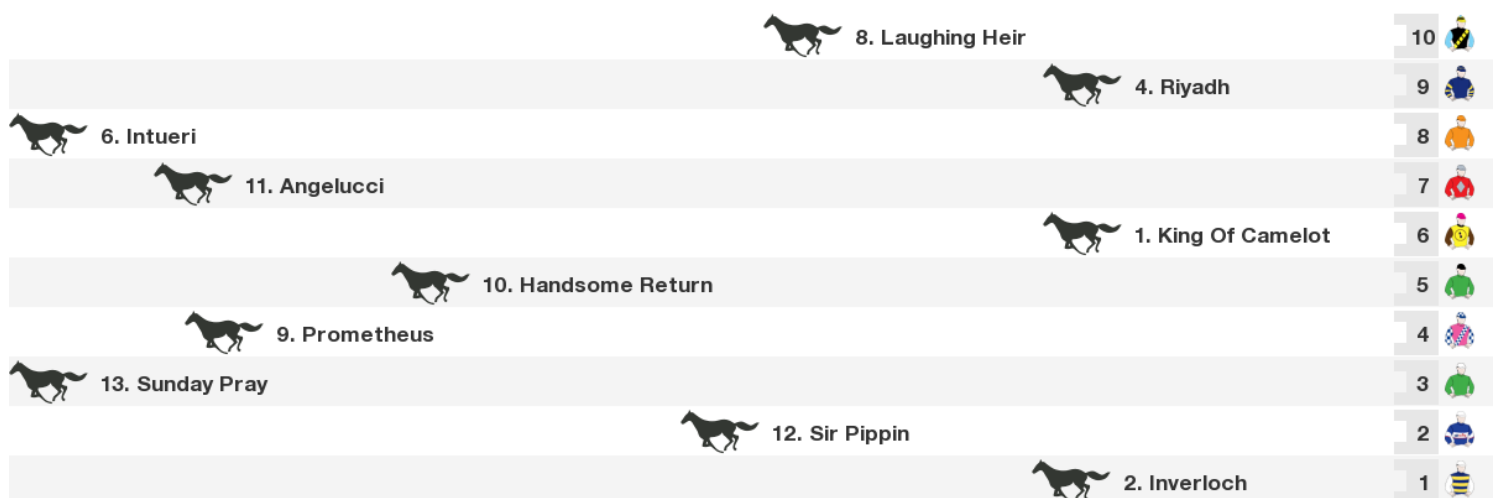 8. Laughing Heir 10
4. Riyadh 9
6. Intueri 8
11. Angelucci 7
1. King Of Camelot 6
10. Handsome Return 5
9. Prometheus 4
13. Sunday Pray 3
12. Sir Pippin 2
2. Inverloch 1